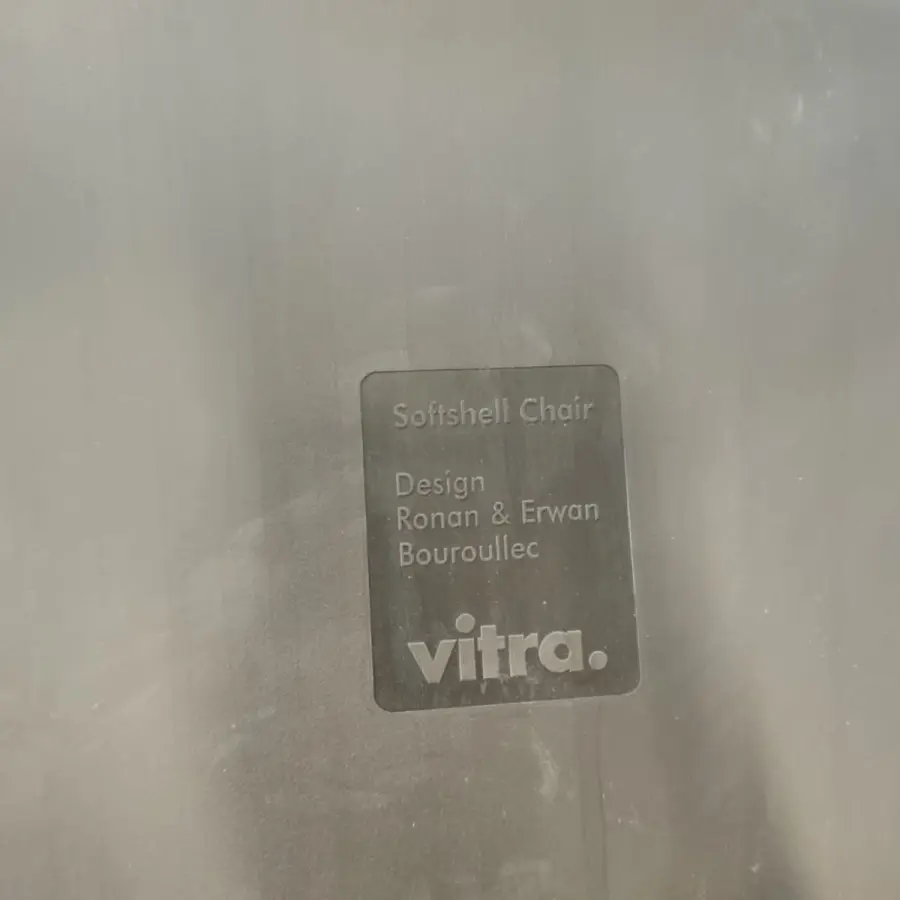 Softshell Chair
Design
Ronan & Erwan
Bouroullec
vitra.